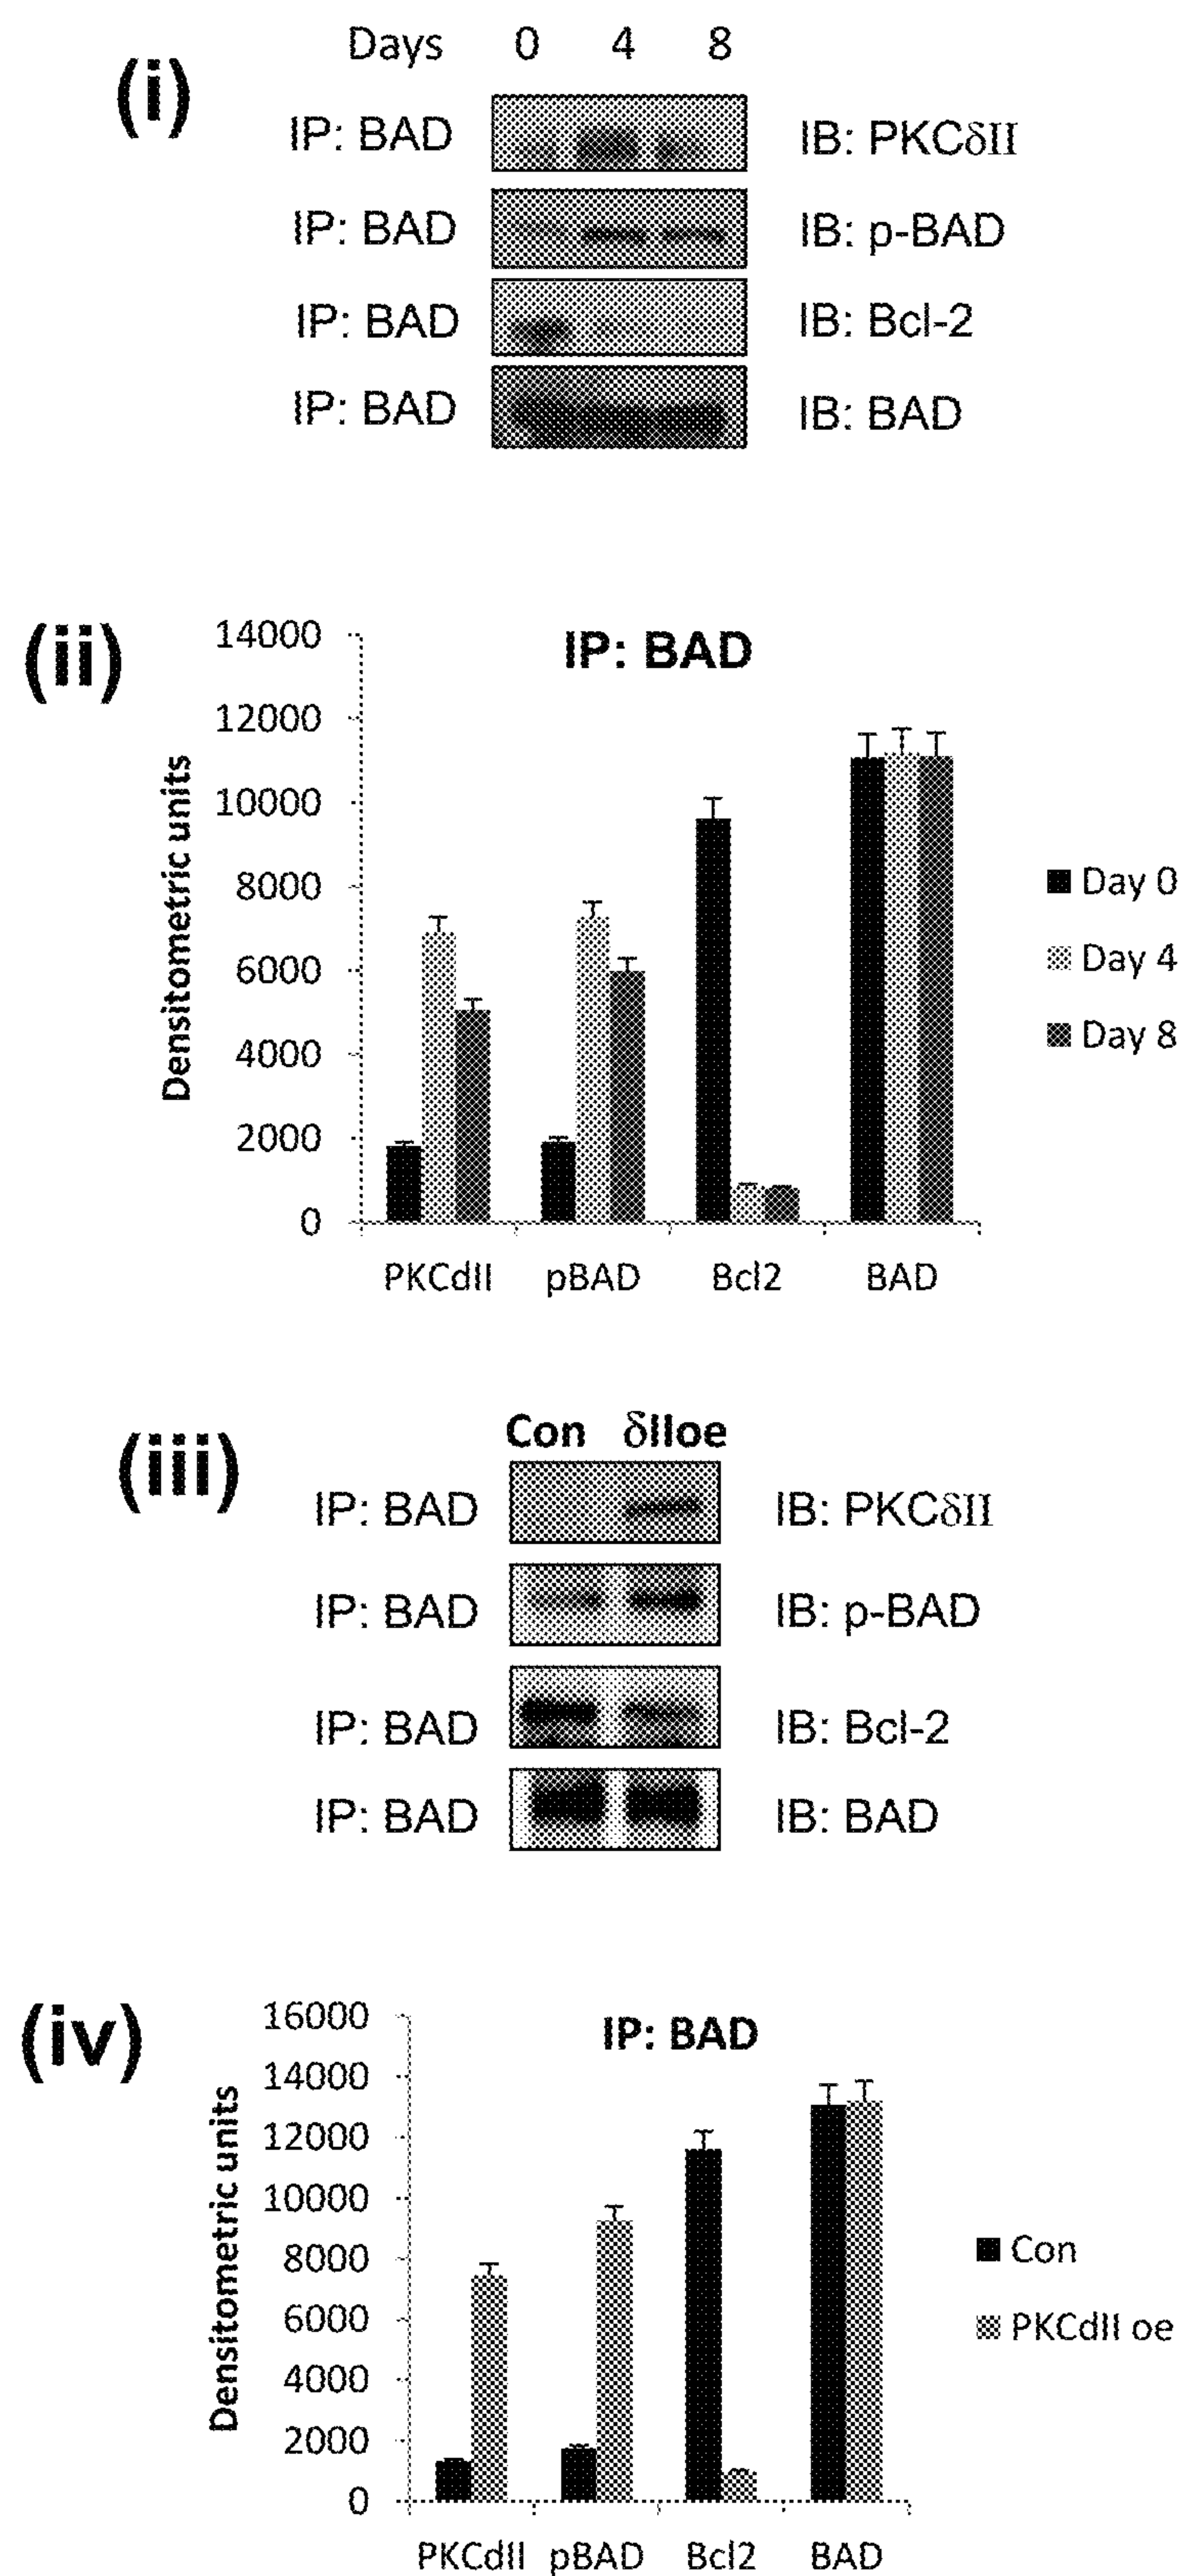 (i)
Days 0 4 8
IP: BAD IB: PKCδII
IP: BAD IB: p-BAD
IP: BAD IB: Bcl-2
IP: BAD IB: BAD
(ii)
IP: BAD
Densitometric units
14000
12000
10000
8000
6000
4000
2000
0
PKCdII pBAD Bcl2 BAD
Day 0
Day 4
Day 8
(iii)
Con δIIoe
IP: BAD IB: PKCδII
IP: BAD IB: p-BAD
IP: BAD IB: Bcl-2
IP: BAD IB: BAD
(iv)
IP: BAD
Densitometric units
16000
14000
12000
10000
8000
6000
4000
2000
0
PKCdII pBAD Bcl2 BAD
Con
PKCdII oe